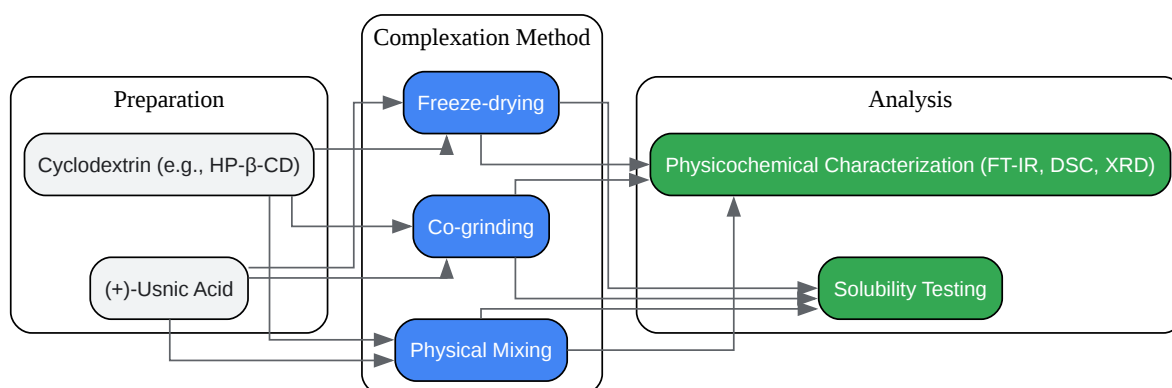 Preparation
Cyclodextrin (e.g., HP-β-CD)
(+)-Usnic Acid
Complexation Method
Freeze-drying
Co-grinding
Physical Mixing
Analysis
Physicochemical Characterization (FT-IR, DSC, XRD)
Solubility Testing